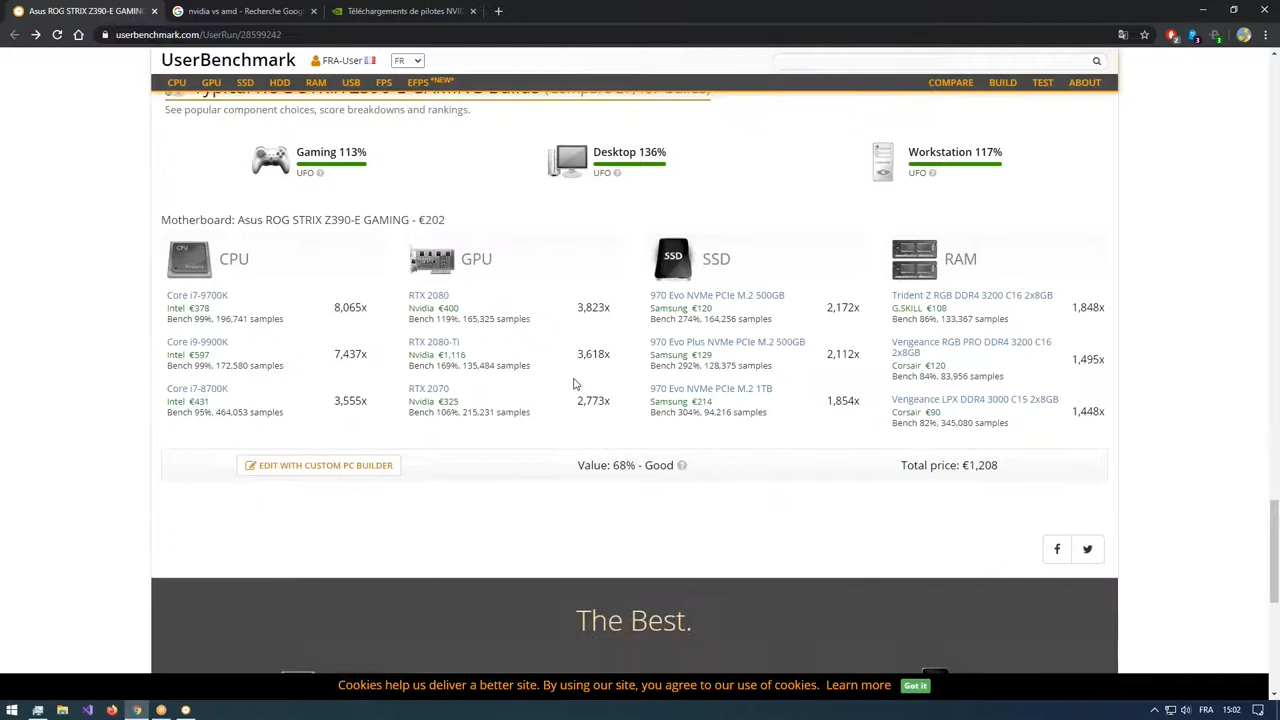 Asus ROG STRIX Z390-E GAMING
Téléchargements de pilotes NVID
userbenchmark.com/UserRun/28599242
UserBenchmark FRA-User FR
CPU GPU SSD HDD RAM USB FPS EFPS *NEW* COMPARE BUILD TEST ABOUT
See popular component choices, score breakdowns and rankings.
Gaming 113%
UFO
Desktop 136%
UFO
Workstation 117%
UFO
Motherboard: Asus ROG STRIX Z390-E GAMING - €202
CPU
Core i7-9700K
Intel €378
Bench 99%, 196,741 samples
8,065x
Core i9-9900K
Intel €597
Bench 99%, 172,580 samples
7,437x
Core i7-8700K
Intel €431
Bench 95%, 464,053 samples
3,555x
GPU
RTX 2080
Nvidia €400
Bench 119%, 165,325 samples
3,823x
RTX 2080-Ti
Nvidia €1,116
Bench 169%, 135,484 samples
3,618x
RTX 2070
Nvidia €325
Bench 106%, 215,231 samples
2,773x
SSD
SSD
970 Evo NVMe PCIe M.2 500GB
Samsung €120
Bench 274%, 164,256 samples
2,172x
970 Evo Plus NVMe PCIe M.2 500GB
Samsung €129
Bench 292%, 128,375 samples
2,112x
970 Evo NVMe PCIe M.2 1TB
Samsung €214
Bench 304%, 94,216 samples
1,854x
RAM
Trident Z RGB DDR4 3200 C16 2x8GB
G.SKILL €108
Bench 86%, 133,367 samples
1,848x
Vengeance RGB PRO DDR4 3200 C16
2x8GB
Corsair €120
Bench 84%, 83,956 samples
1,495x
Vengeance LPX DDR4 3000 C15 2x8GB
Corsair €90
Bench 82%, 345,080 samples
1,448x
EDIT WITH CUSTOM PC BUILDER
Value: 68% - Good
Total price: €1,208
The Best.
Cookies help us deliver a better site. By using our site, you agree to our use of cookies. Learn more Got it
FRA 15:02